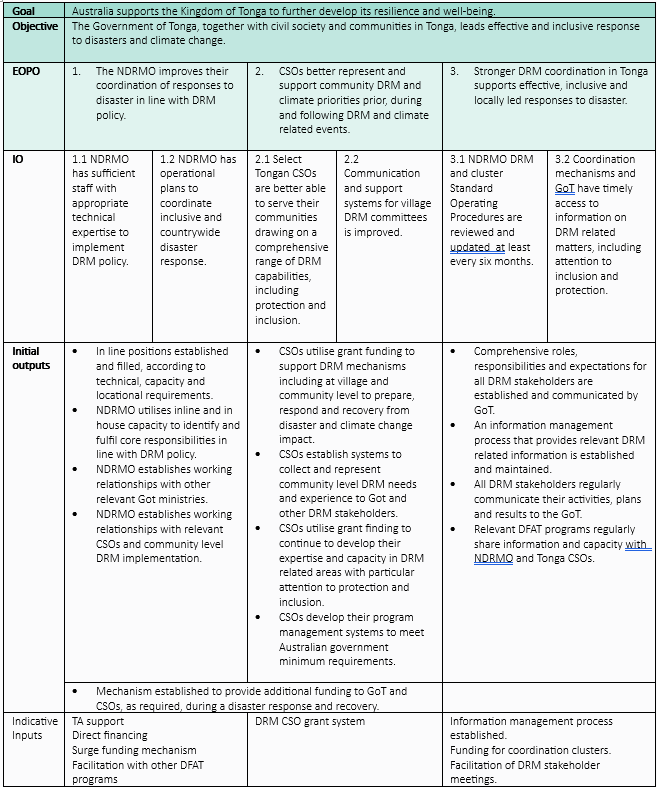 Goal
Australia supports the Kingdom of Tonga to further develop its resilience and well-being.
Objective
The Government of Tonga, together with civil society and communities in Tonga, leads effective and inclusive response
to disasters and climate change.
EOPO
1. The NDRMO improves their
coordination of responses to
disaster in line with DRM
policy.
2. CSOs better represent and
support community DRM and
climate priorities prior, during
and following DRM and climate
related events.
3. Stronger DRM coordination in Tonga
supports effective, inclusive and
locally led responses to disaster.
IO
1.1 NDRMO
has sufficient
staff with
appropriate
technical
expertise to
implement
DRM policy.
1.2 NDRMO has
operational
plans to
coordinate
inclusive and
countrywide
disaster
response.
2.1 Select
Tongan CSOs
are better able
to serve their
communities
drawing on a
comprehensive
range of DRM
capabilities,
including
protection and
inclusion.
2.2
Communication
and support
systems for village
DRM committees
is improved.
3.1 NDRMO DRM
and cluster
Standard
Operating
Procedures are
reviewed and
updated at least
every six months.
3.2 Coordination
mechanisms and
GoT have timely
access to
information on
DRM related
matters, including
attention to
inclusion and
protection.
Initial
outputs
• In line positions established
and filled, according to
technical, capacity and
locational requirements.
• NDRMO utilises inline and in
house capacity to identify and
fulfil core responsibilities in
line with DRM policy.
• NDRMO establishes working
relationships with other
relevant Got ministries.
• NDRMO establishes working
relationships with relevant
CSOs and community level
DRM implementation.
• CSOs utilise grant funding to
support DRM mechanisms
including at village and
community level to prepare,
respond and recovery from
disaster and climate change
impact.
• CSOs establish systems to
collect and represent
community level DRM needs
and experience to Got and
other DRM stakeholders.
• CSOs utilise grant finding to
continue to develop their
expertise and capacity in DRM
related areas with particular
attention to protection and
inclusion.
• CSOs develop their program
management systems to meet
Australian government
minimum requirements.
• Comprehensive roles,
responsibilities and expectations for
all DRM stakeholders are
established and communicated by
GoT.
• An information management
process that provides relevant DRM
related information is established
and maintained.
• All DRM stakeholders regularly
communicate their activities, plans
and results to the GoT.
• Relevant DFAT programs regularly
share information and capacity with
NDRMO and Tonga CSOs.
• Mechanism established to provide additional funding to GoT and
CSOs, as required, during a disaster response and recovery.
Indicative
Inputs
TA support
Direct financing
Surge funding mechanism
Facilitation with other DFAT
programs
DRM CSO grant system
Information management process
established.
Funding for coordination clusters.
Facilitation of DRM stakeholder
meetings.